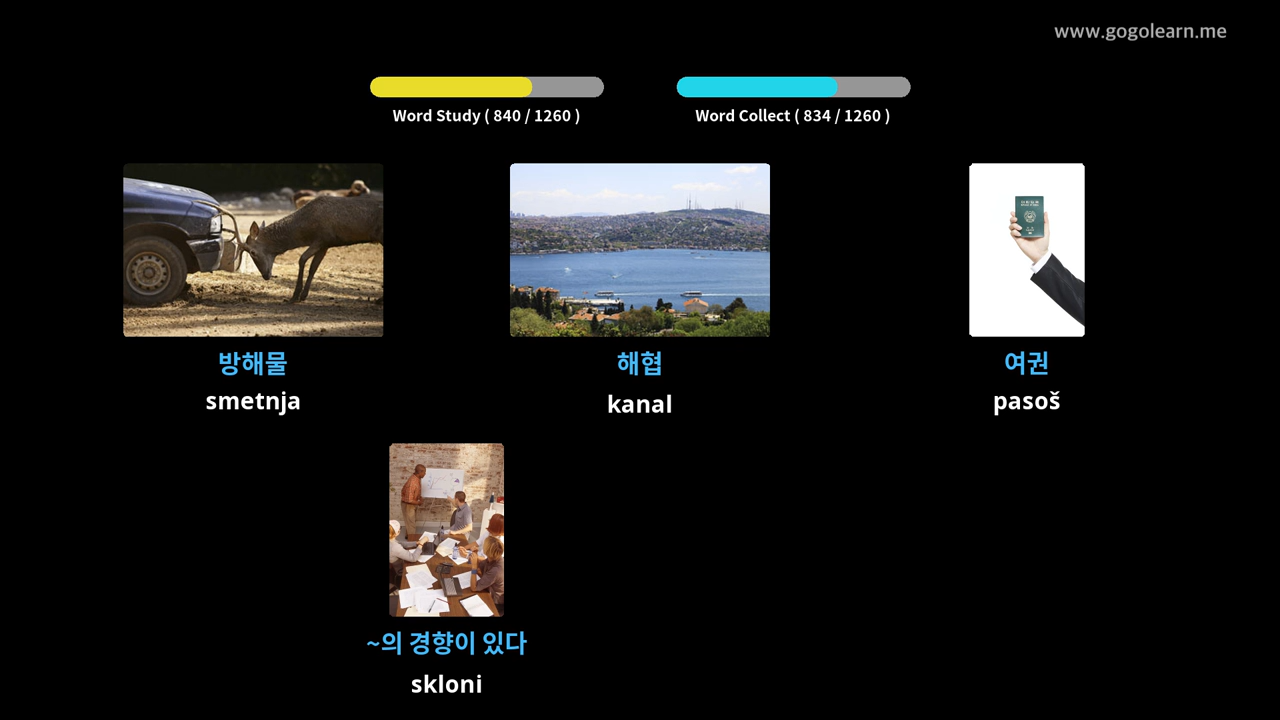 www.gogolearn.me
Word Study ( 840 / 1260 )
Word Collect ( 834 / 1260 )
방해물
smetnja
해협
kanal
여권
pasoš
~의 경향이 있다
skloni